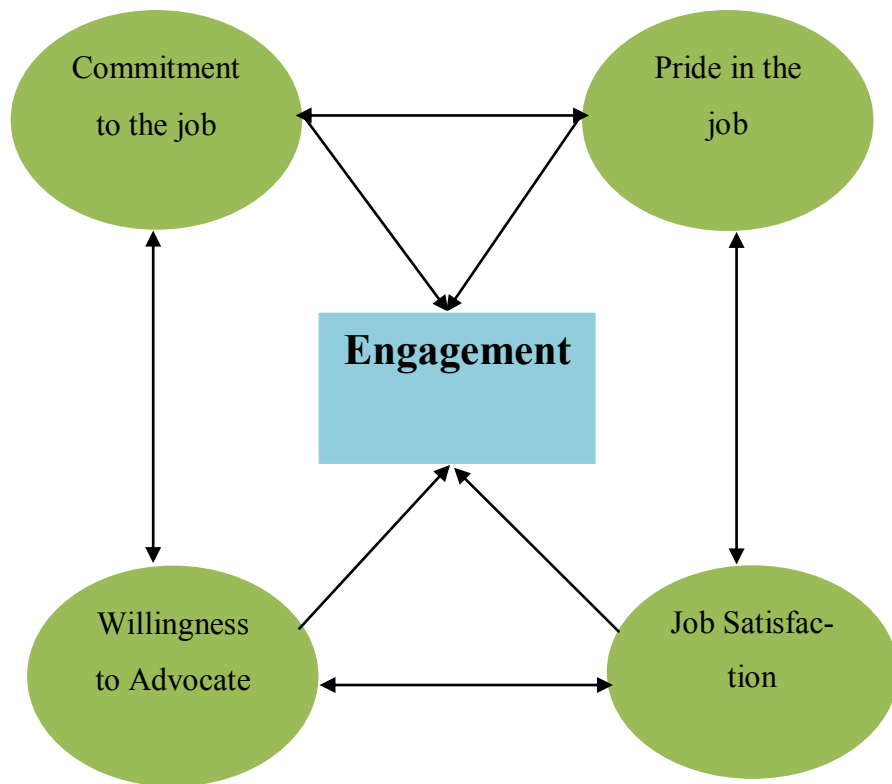 Commitment
to the job
Pride in the
job
Engagement
Willingness
to Advocate
Job Satisfac-
tion